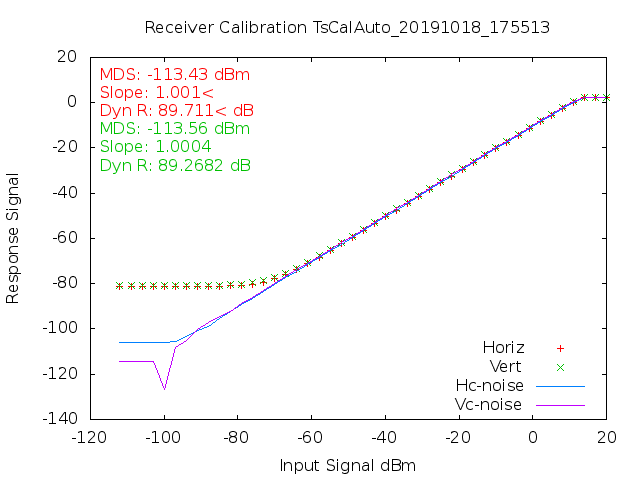 Receiver Calibration TsCalAuto_20191018_175513
20
0
-20
-40
-60
-80
-100
-120
-140
Response Signal
MDS: -113.43 dBm
Slope: 1.001<
Dyn R: 89.711< dB
MDS: -113.56 dBm
Slope: 1.0004
Dyn R: 89.2682 dB
Horiz
Vert
Hc-noise
Vc-noise
-120 -100 -80 -60 -40 -20 0 20
Input Signal dBm